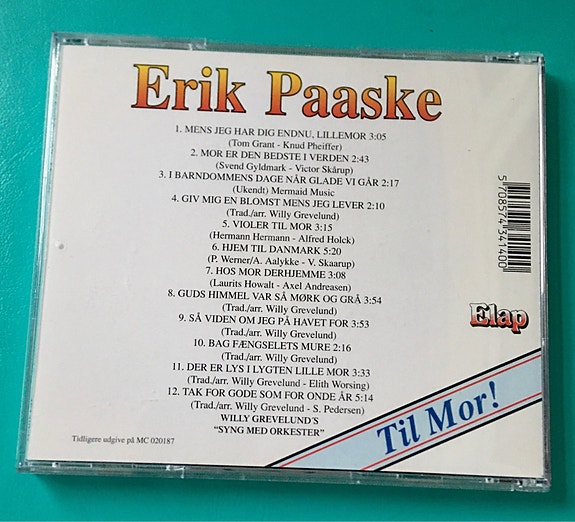 Erik Paaske
1. MENS JEG HAR DIG ENDNU, LILLEMOR 3:05
(Tom Grant - Knud Pheiffer)
2. MOR ER DEN BEDSTE I VERDEN 2:43
(Svend Gyldmark - Victor Skårup)
3. I BARNDOMMENS DAGE NÅR GLADE VI GÅR 2:17
(Ukendt) Mermaid Music
4. GIV MIG EN BLOMST MENS JEG LEVER 2:10
(Trad./arr. Willy Grevelund)
5. VIOLER TIL MOR 3:15
(Hermann Hermann - Alfred Holck)
6. HJEM TIL DANMARK 5:20
(P. Werner/A. Aalykke - V. Skaarup)
7. HOS MOR DERHJEMME 3:08
(Laurits Howalt - Axel Andreasen)
8. GUDS HIMMEL VAR SÅ MØRK OG GRÅ 3:54
(Trad./arr. Willy Grevelund)
9. SÅ VIDEN OM JEG PÅ HAVET FOR 3:53
(Trad./arr. Willy Grevelund)
10. BAG FÆNGSELETS MURE 2:16
(Trad./arr. Willy Grevelund)
11. DER ER LYS I LYGTEN LILLE MOR 3:33
(Trad./arr. Willy Grevelund - Elith Worsing)
12. TAK FOR GODE SOM FOR ONDE ÅR 5:14
(Trad./arr. Willy Grevelund - S. Pedersen)
WILLY GREVELUND'S
"SYNG MED ORKESTER"
Tidligere udgive på MC 020187
5 708574 341400
Elap
Til Mor!